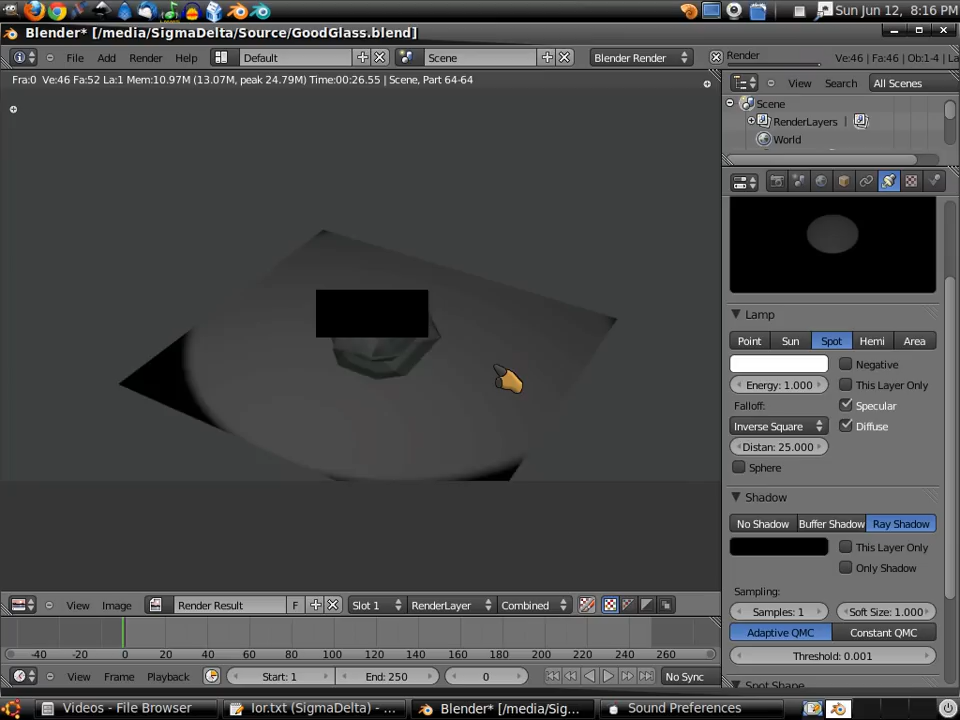 Sun Jun 12, 8:16 PM
Blender* [/media/SigmaDelta/Source/GoodGlass.blend]
File Add Render Help Default Scene Blender Render Render Ve:46 | Fa:46 | Ob:1-4 | La
Fra:0 Ve:46 Fa:52 La:1 Mem:10.97M (13.07M, peak 24.79M) Time:00:26.55 | Scene, Part 64-64
View Search All Scenes
Scene
RenderLayers |
World
Lamp
Point Sun Spot Hemi Area
Negative
Energy: 1.000 This Layer Only
Falloff: Specular
Inverse Square Diffuse
Distan: 25.000
Sphere
Shadow
No Shadow Buffer Shadow Ray Shadow
This Layer Only
Only Shadow
Sampling:
Samples: 1 Soft Size: 1.000
Adaptive QMC Constant QMC
Threshold: 0.001
Spot Shape
View Image Render Result F Slot 1 RenderLayer Combined
-40 -20 0 20 40 60 80 100 120 140 160 180 200 220 240 260
View Frame Playback Start: 1 End: 250 0 No Sync
Videos - File Browser Ior.txt (SigmaDelta) - ... Blender* [/media/Sig... Sound Preferences